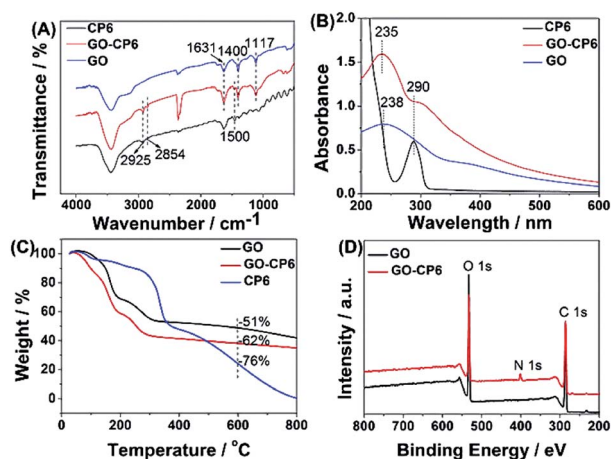 (A)
CP6
GO-CP6
GO
1631 1400 1117
1500
2925 2854
Transmittance / %
4000 3000 2000 1000
Wavenumber / cm-1
(B)
CP6
GO-CP6
GO
235
290
238
Absorbance
2.0
1.5
1.0
0.5
0.0
200 300 400 500 600
Wavelength / nm
(C)
GO
GO-CP6
CP6
-51%
-62%
-76%
Weight / %
100
80
60
40
20
0
0 200 400 600 800
Temperature / °C
(D)
GO
GO-CP6
O 1s
C 1s
N 1s
Intensity / a.u.
800 700 600 500 400 300 200
Binding Energy / eV